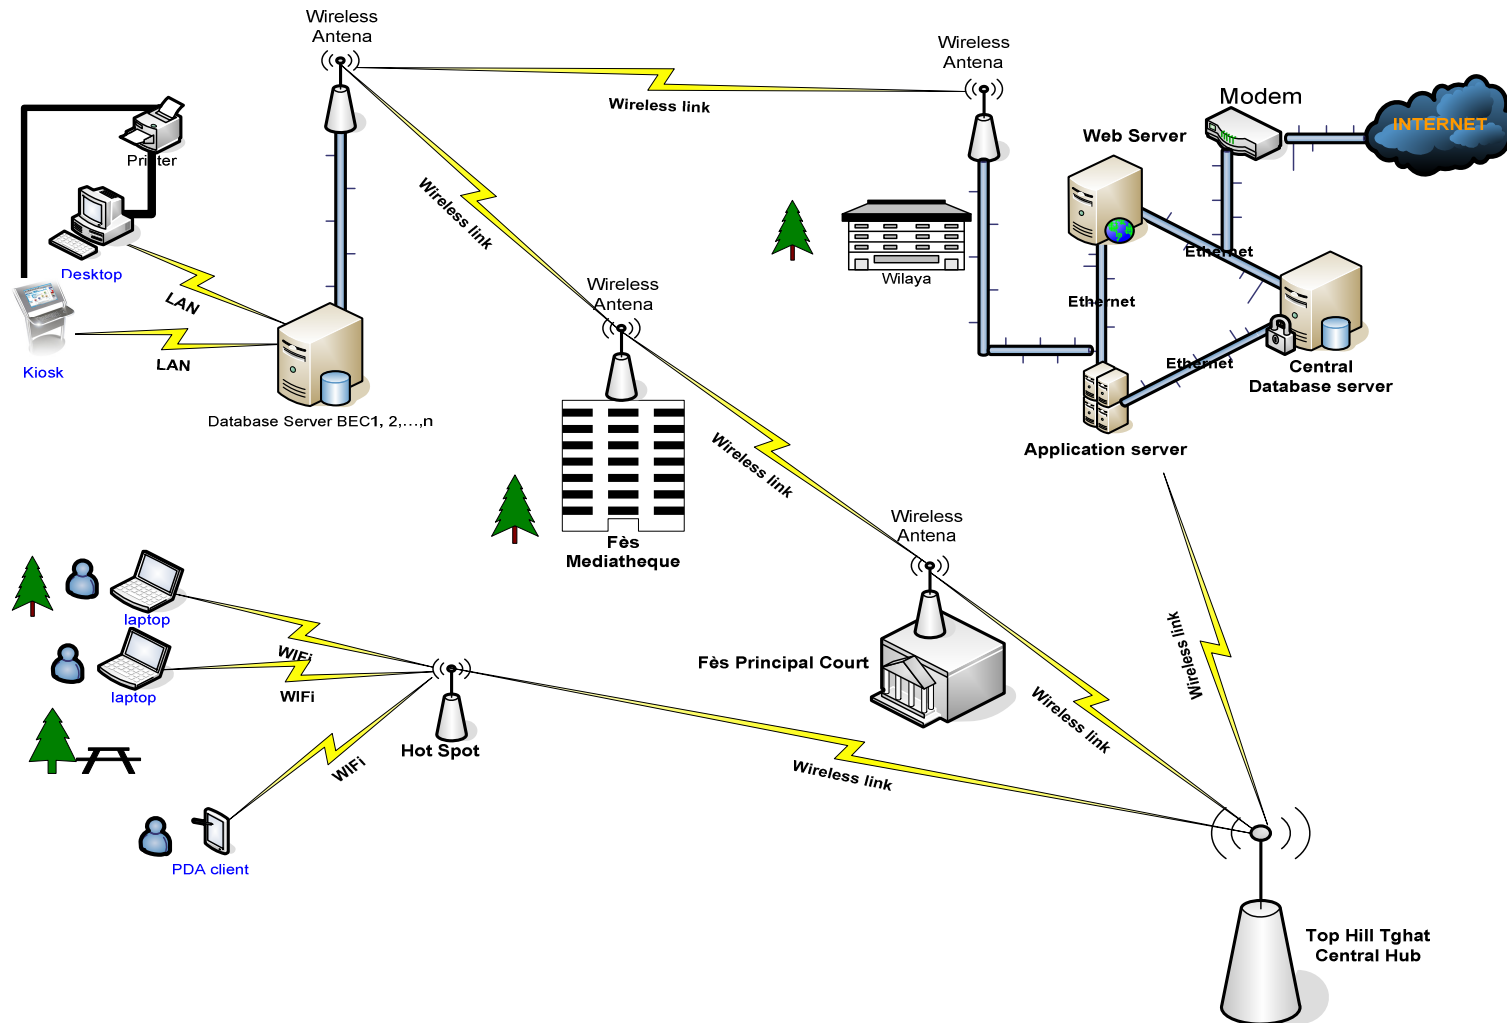 Wireless
Antena
Wireless
Antena
Modem
INTERNET
Wireless link
Web Server
Printer
Wireless link
Ethernet
Desktop
Wilaya
LAN
Wireless
Antena
Ethernet
LAN
Kiosk
Ethernet
Central
Database server
Database Server BEC1, 2,...,n
Application server
Wireless link
Wireless
Antena
Fès
Mediatheque
laptop
WIFi
Wireless link
laptop
WIFi
Fès Principal Court
Wireless link
Hot Spot
WIFi
Wireless link
PDA client
Top Hill Tghat
Central Hub